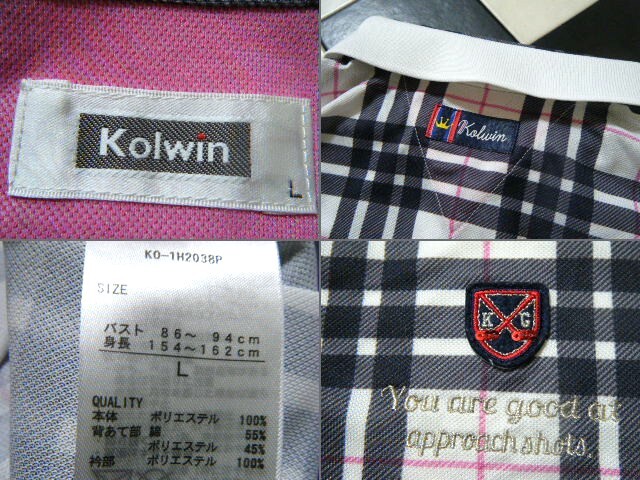 Kolwin
L
Kolwin
KO-1H2038P
SIZE
バスト 86～ 94cm
身長 154～162cm
L
QUALITY
本体 ポリエステル 100%
背あて部 綿 55%
ポリエステル 45%
衿部 ポリエステル 100%
K G
You are good at
approach shots.